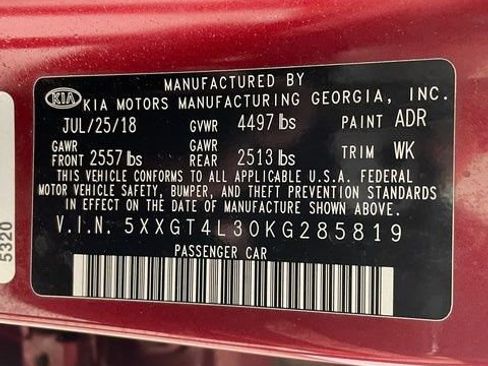 MANUFACTURED BY
KIA KIA MOTORS MANUFACTURING GEORGIA, INC.
JUL/25/18 GVWR 4497 lbs PAINT ADR
GAWR FRONT 2557 lbs GAWR REAR 2513 lbs TRIM WK
THIS VEHICLE CONFORMS TO ALL APPLICABLE U.S.A. FEDERAL
MOTOR VEHICLE SAFETY, BUMPER, AND THEFT PREVENTION STANDARDS
IN EFFECT ON THE DATE OF MANUFACTURE SHOWN ABOVE.
V.I.N. 5XXGT4L30KG285819
PASSENGER CAR
5320